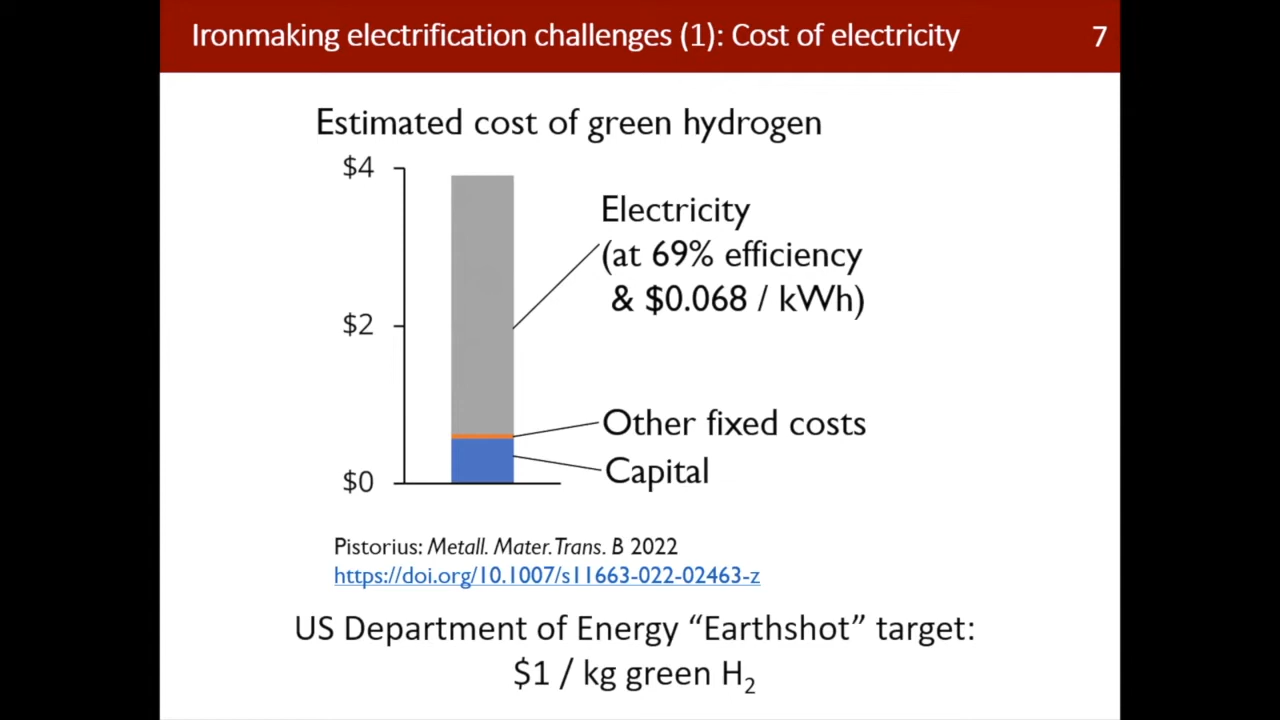 Ironmaking electrification challenges (1): Cost of electricity 7
Estimated cost of green hydrogen
$4
Electricity
(at 69% efficiency
& $0.068 / kWh)
$2
Other fixed costs
Capital
$0
Pistorius: Metall. Mater. Trans. B 2022
https://doi.org/10.1007/s11663-022-02463-z
US Department of Energy “Earthshot” target:
$1 / kg green H₂